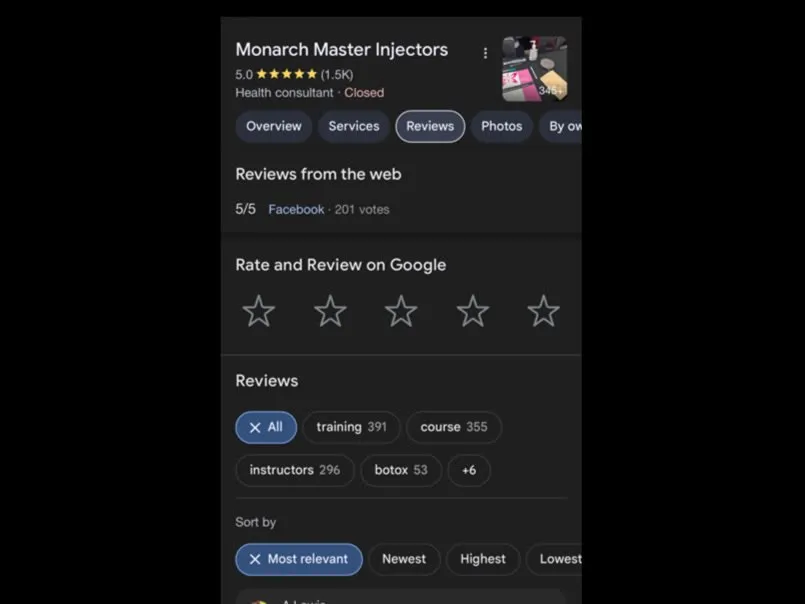 Monarch Master Injectors
5.0 ★★★★★ (1.5K)
345+
Health consultant · Closed
Overview Services Reviews Photos By ow
Reviews from the web
5/5 Facebook · 201 votes
Rate and Review on Google
Reviews
All training 391 course 355
instructors 296 botox 53 +6
Sort by
Most relevant Newest Highest Lowest